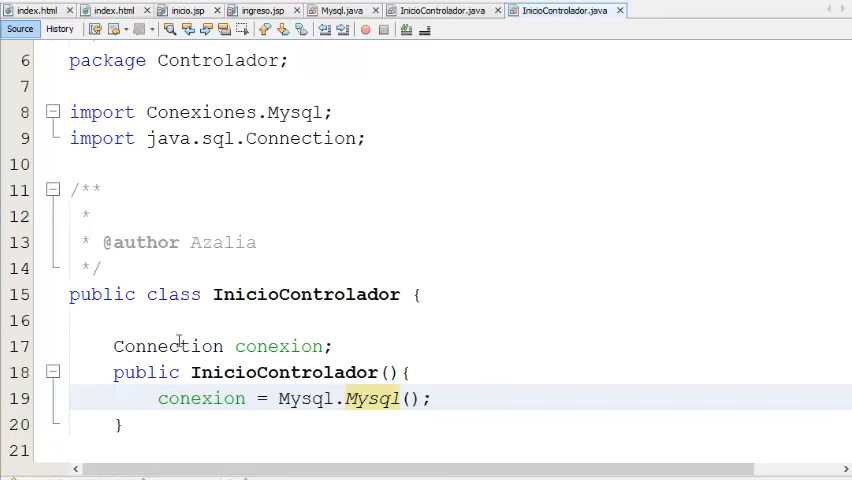 index.html index.html inicio.jsp ingreso.jsp Mysql.java InicioControlador.java InicioControlador.java
Source History
6 package Controlador;
7
8 import Conexiones.Mysql;
9 import java.sql.Connection;
10
11 /**
12 *
13 * @author Azalia
14 */
15 public class InicioControlador {
16
17 Connection conexion;
18 public InicioControlador(){
19 conexion = Mysql.Mysql();
20 }
21